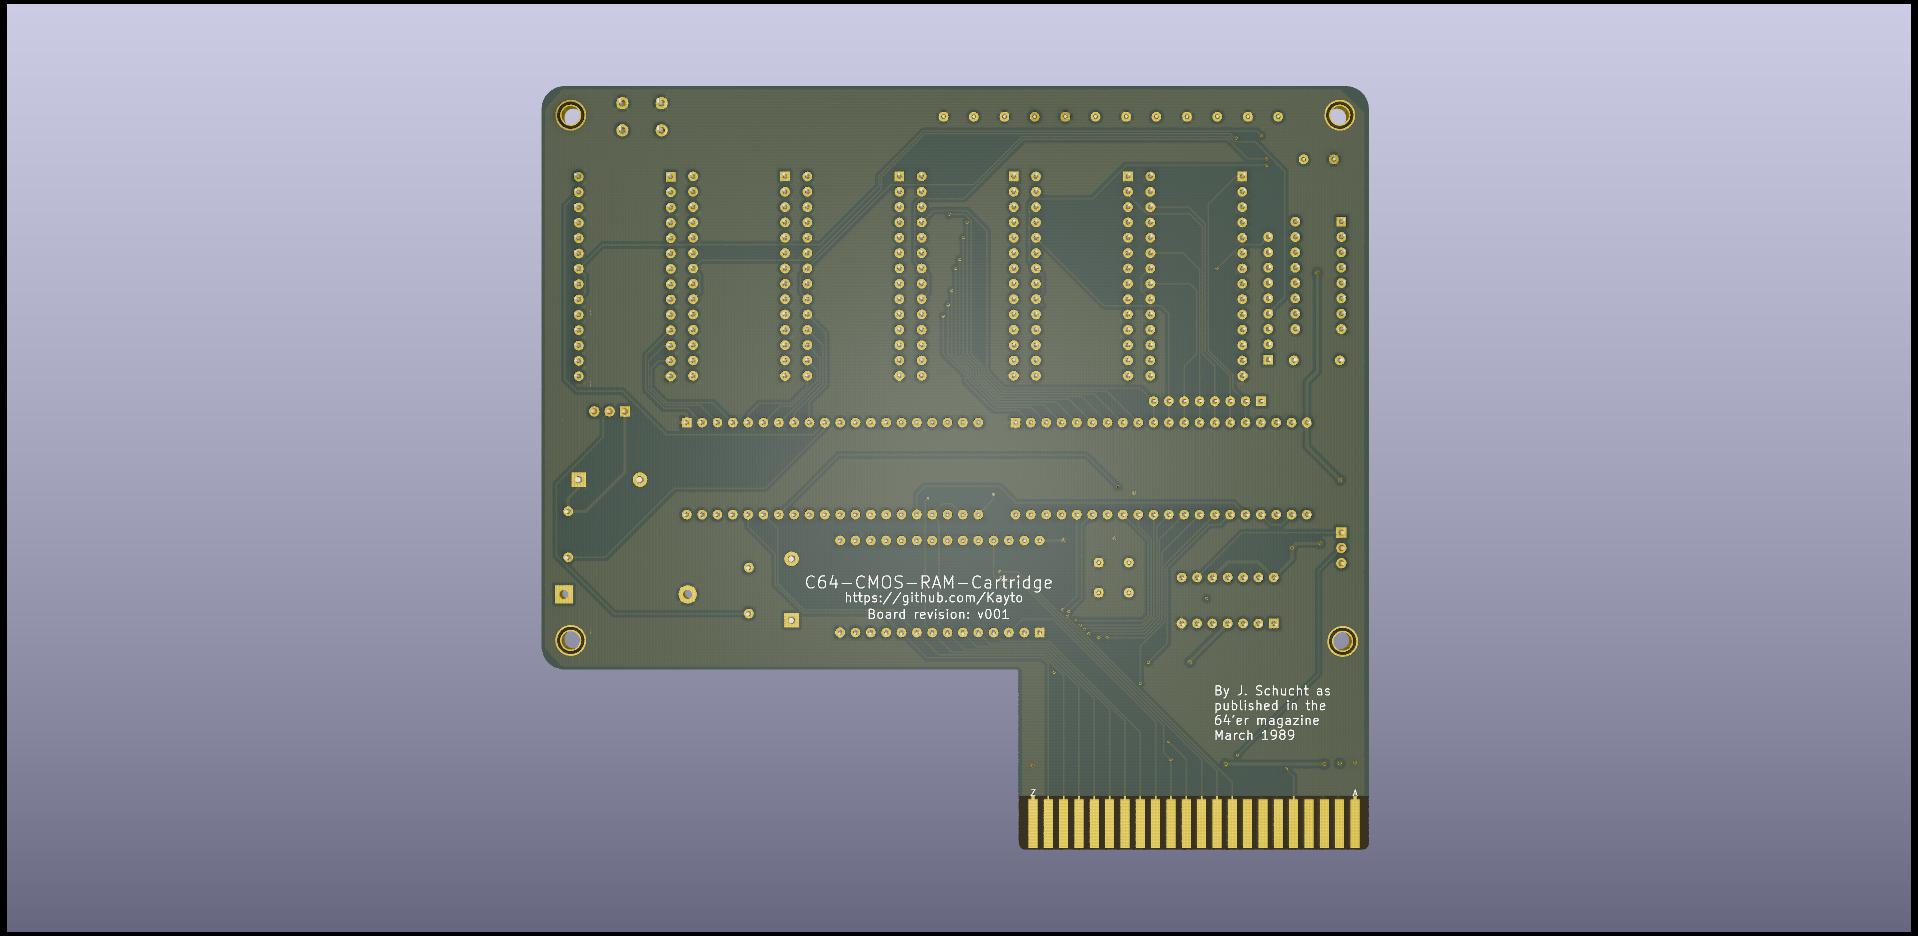 C64-CMOS-RAM-Cartridge
https://github.com/Kayto
Board revision: v001
By J. Schucht as
published in the
64'er magazine
March 1989
Z
A